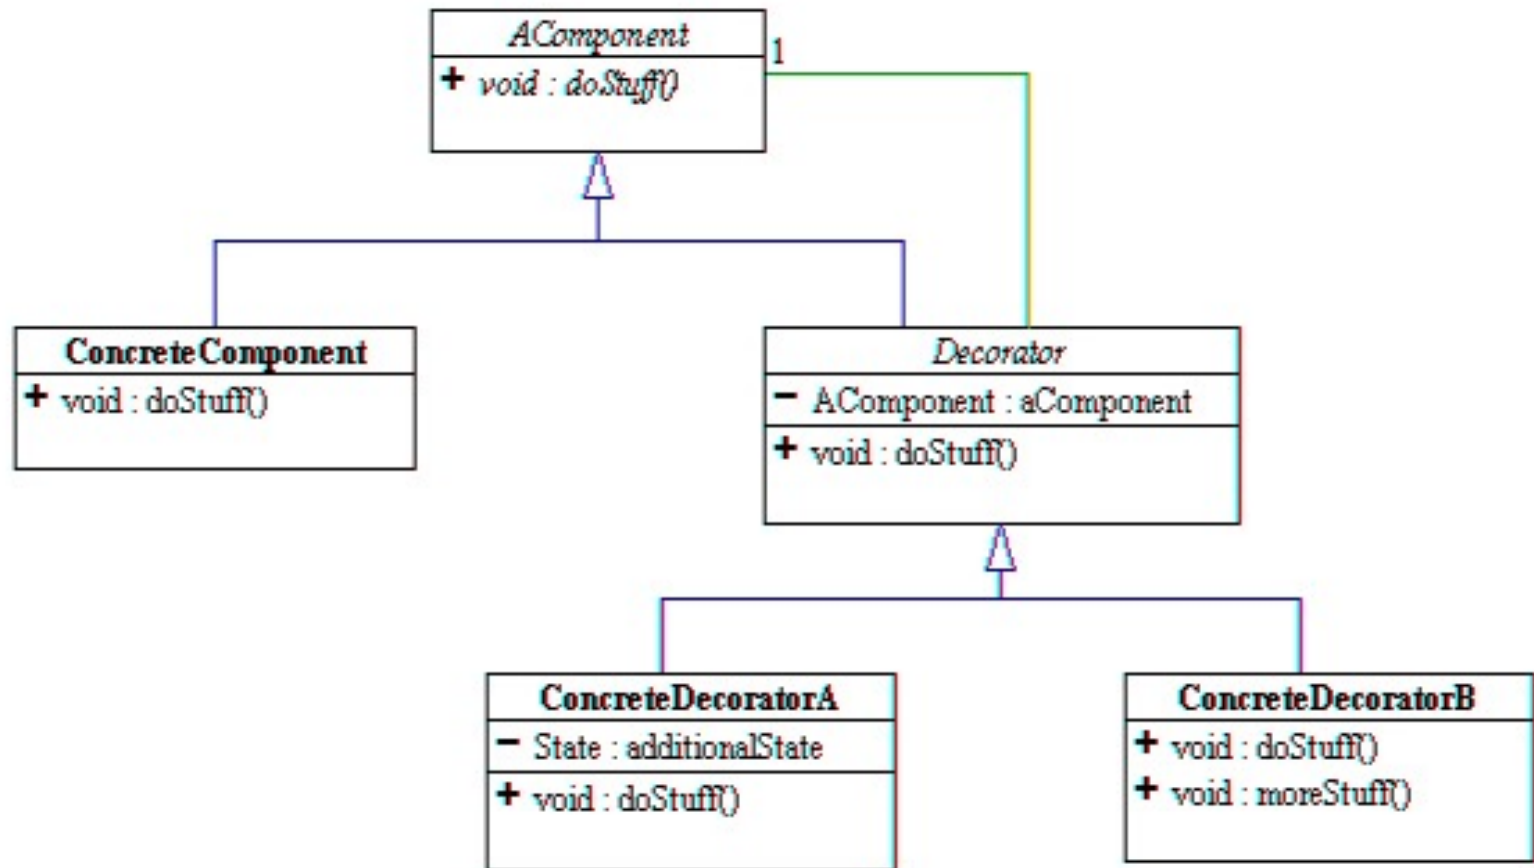 AComponent
1
+ void : doStuff()
ConcreteComponent
+ void : doStuff()
Decorator
− AComponent : aComponent
+ void : doStuff()
ConcreteDecoratorA
− State : additionalState
+ void : doStuff()
ConcreteDecoratorB
+ void : doStuff()
+ void : moreStuff()